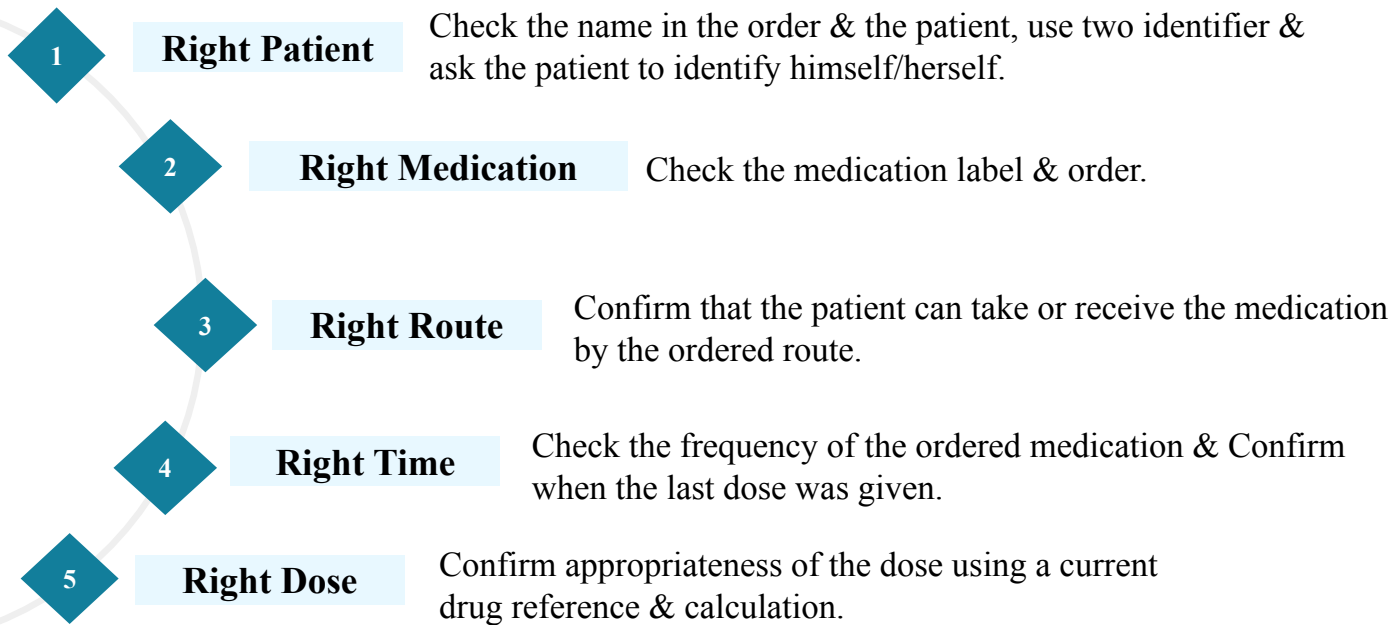 1
Right Patient
Check the name in the order & the patient, use two identifier &
ask the patient to identify himself/herself.
2
Right Medication
Check the medication label & order.
3
Right Route
Confirm that the patient can take or receive the medication
by the ordered route.
4
Right Time
Check the frequency of the ordered medication & Confirm
when the last dose was given.
5
Right Dose
Confirm appropriateness of the dose using a current
drug reference & calculation.